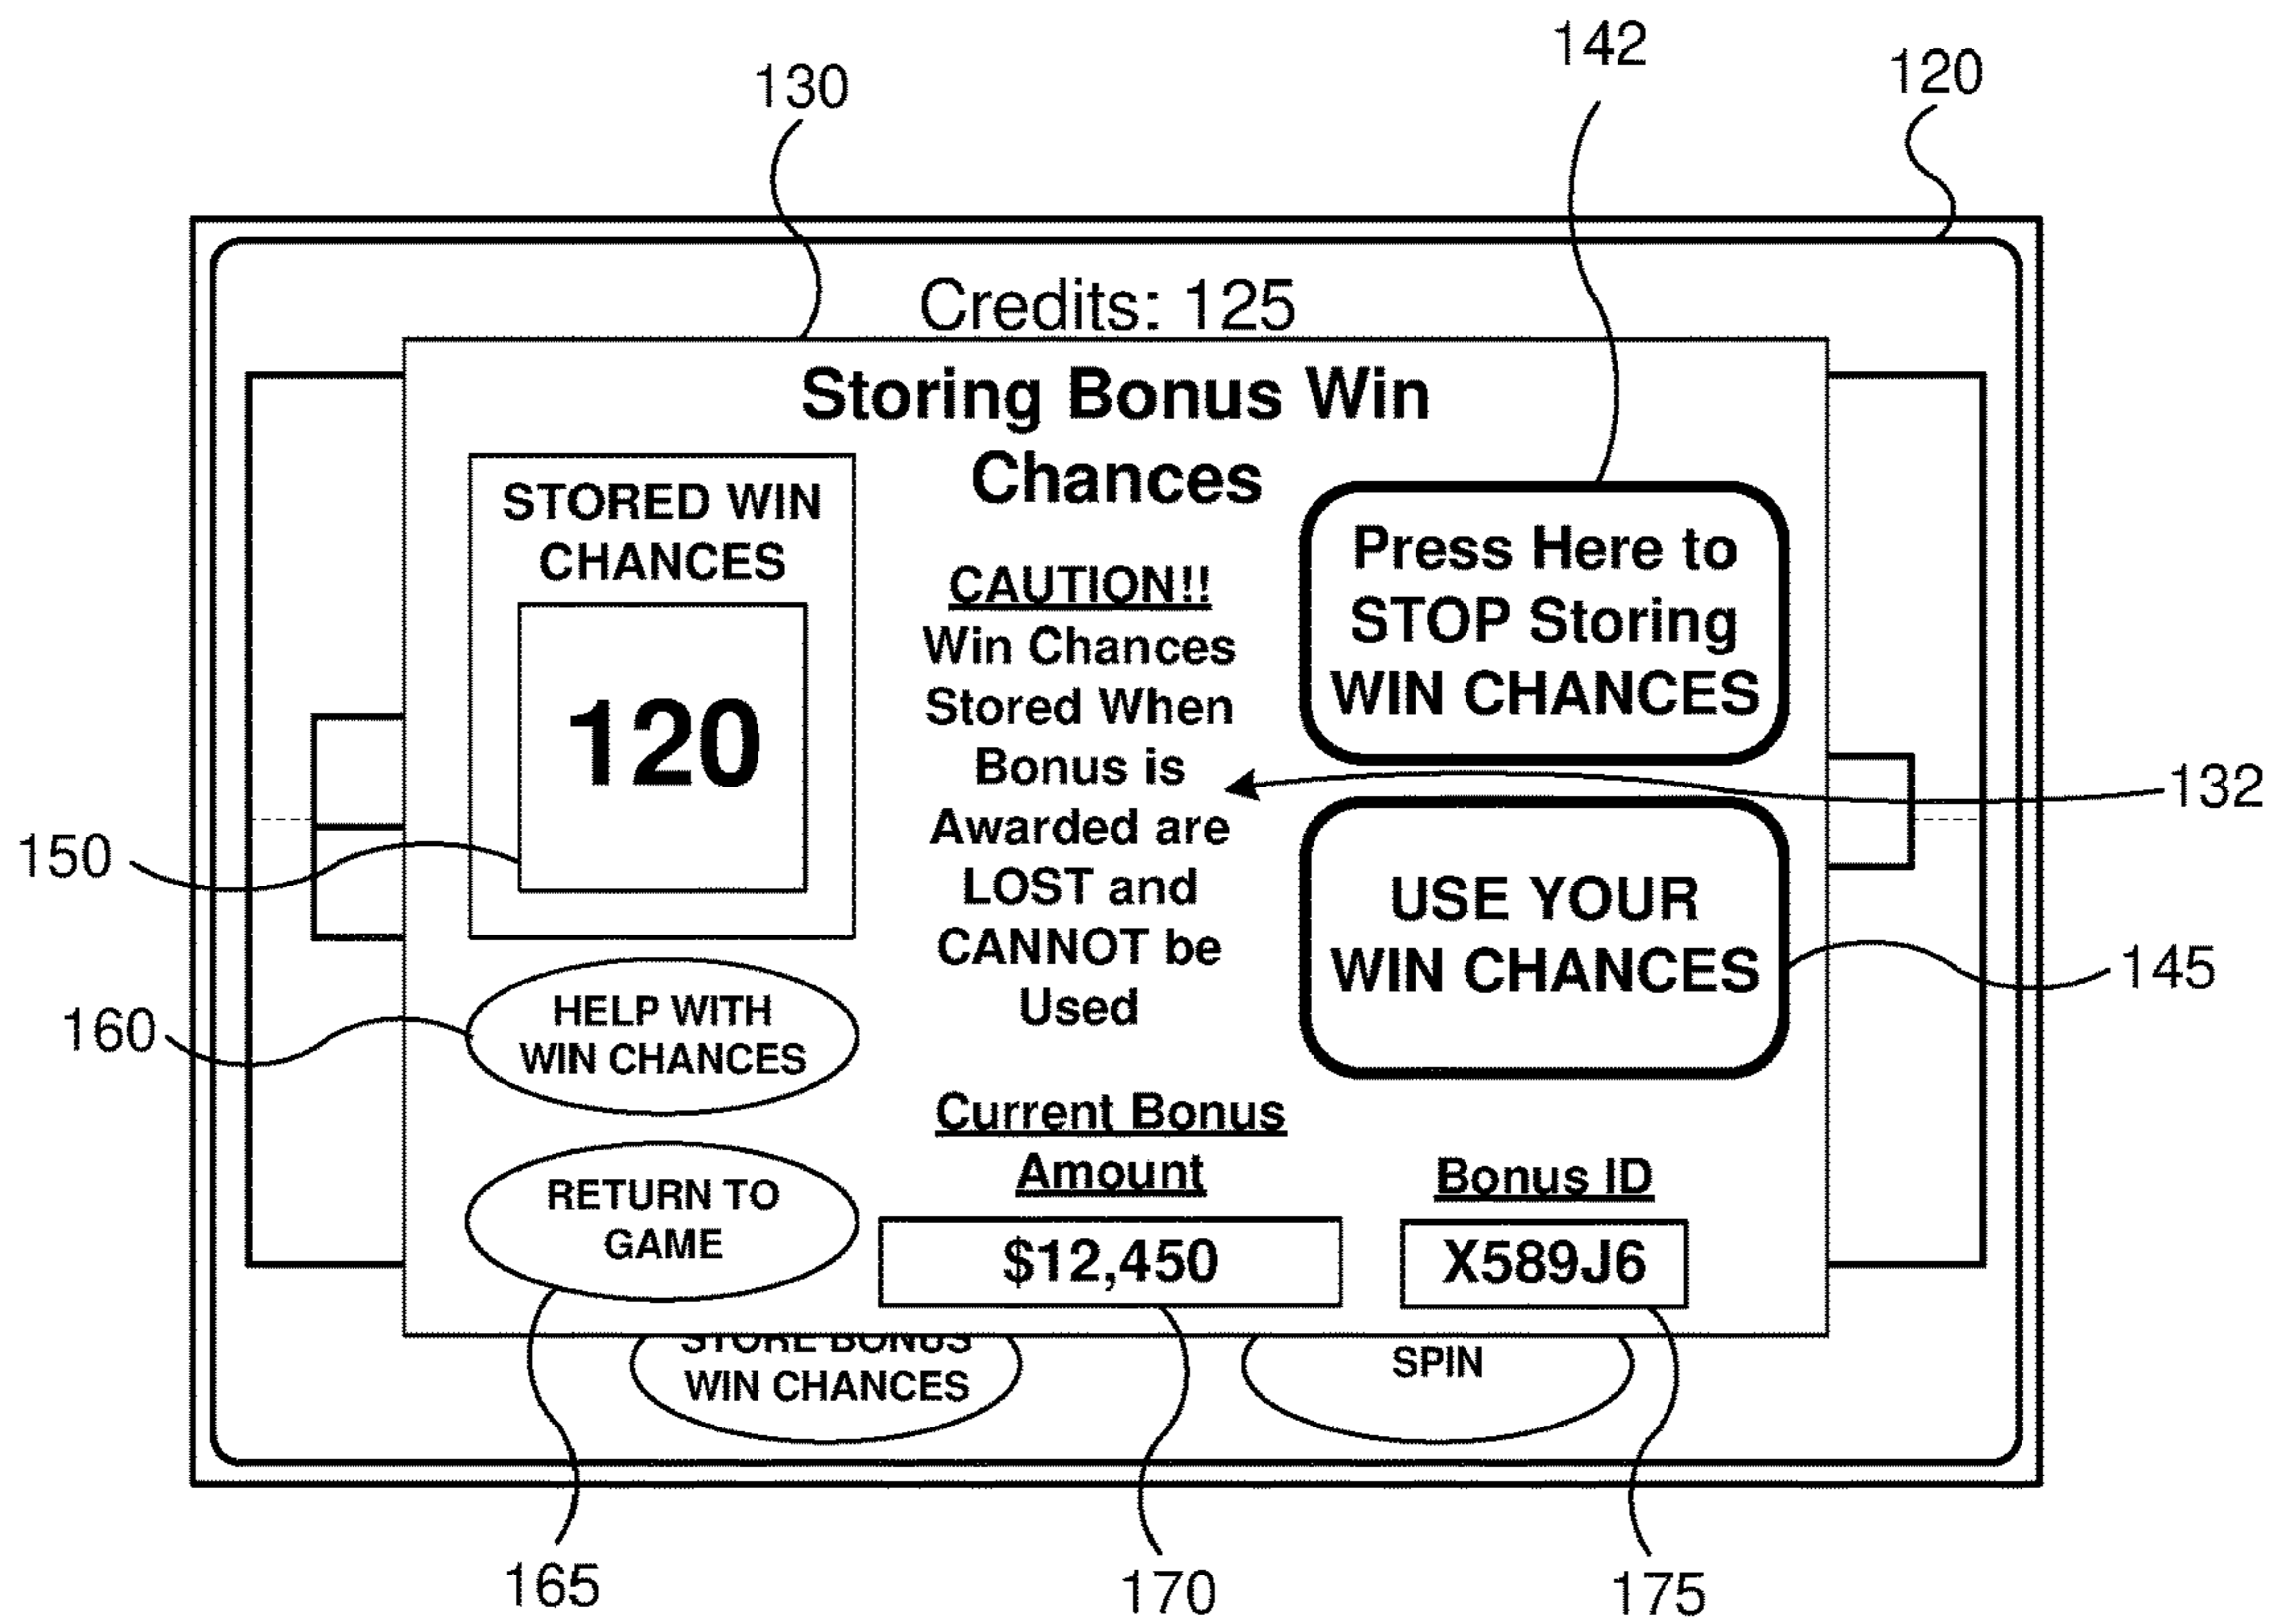 142
120
130
Credits: 125
Storing Bonus Win
Chances
STORED WIN
CHANCES
120
CAUTION!!
Win Chances
Stored When
Bonus is
Awarded are
LOST and
CANNOT be
Used
Press Here to
STOP Storing
WIN CHANCES
132
150
USE YOUR
WIN CHANCES
145
160
HELP WITH
WIN CHANCES
RETURN TO
GAME
Current Bonus
Amount
$12,450
Bonus ID
X589J6
STORE BONUS
WIN CHANCES
SPIN
165
170
175